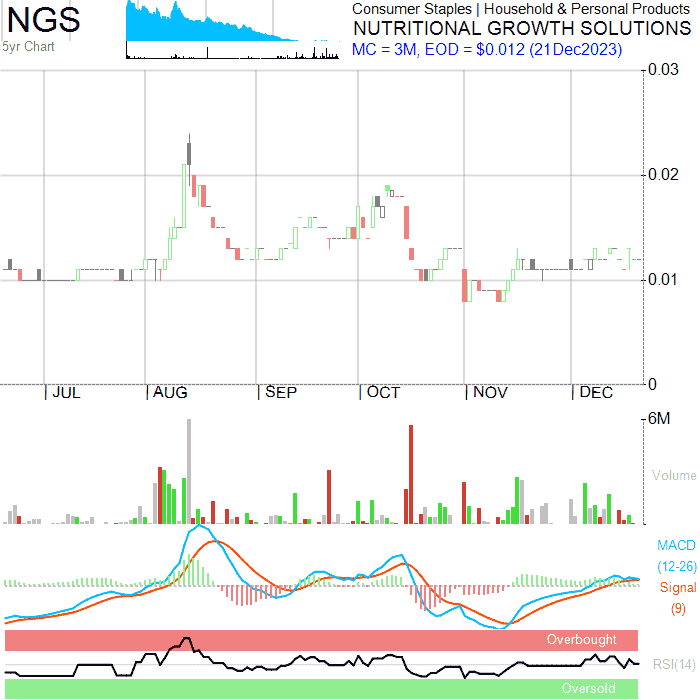 NGS
5yr Chart
Consumer Staples | Household & Personal Products
NUTRITIONAL GROWTH SOLUTIONS
MC = 3M, EOD = $0.012 (21Dec2023)
0.03
0.02
0.01
0
JUL AUG SEP OCT NOV DEC
6M
Volume
MACD
(12-26)
Signal
(9)
Overbought
RSI(14)
Oversold